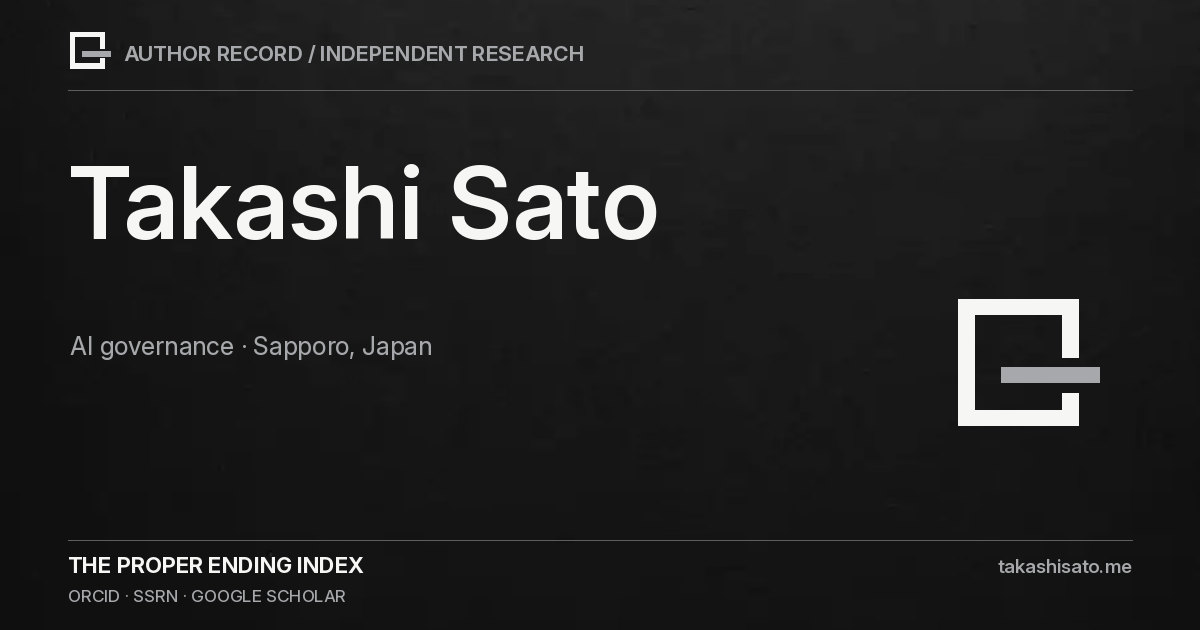 AUTHOR RECORD / INDEPENDENT RESEARCH
Takashi Sato
AI governance · Sapporo, Japan
THE PROPER ENDING INDEX
takashisato.me
ORCID · SSRN · GOOGLE SCHOLAR